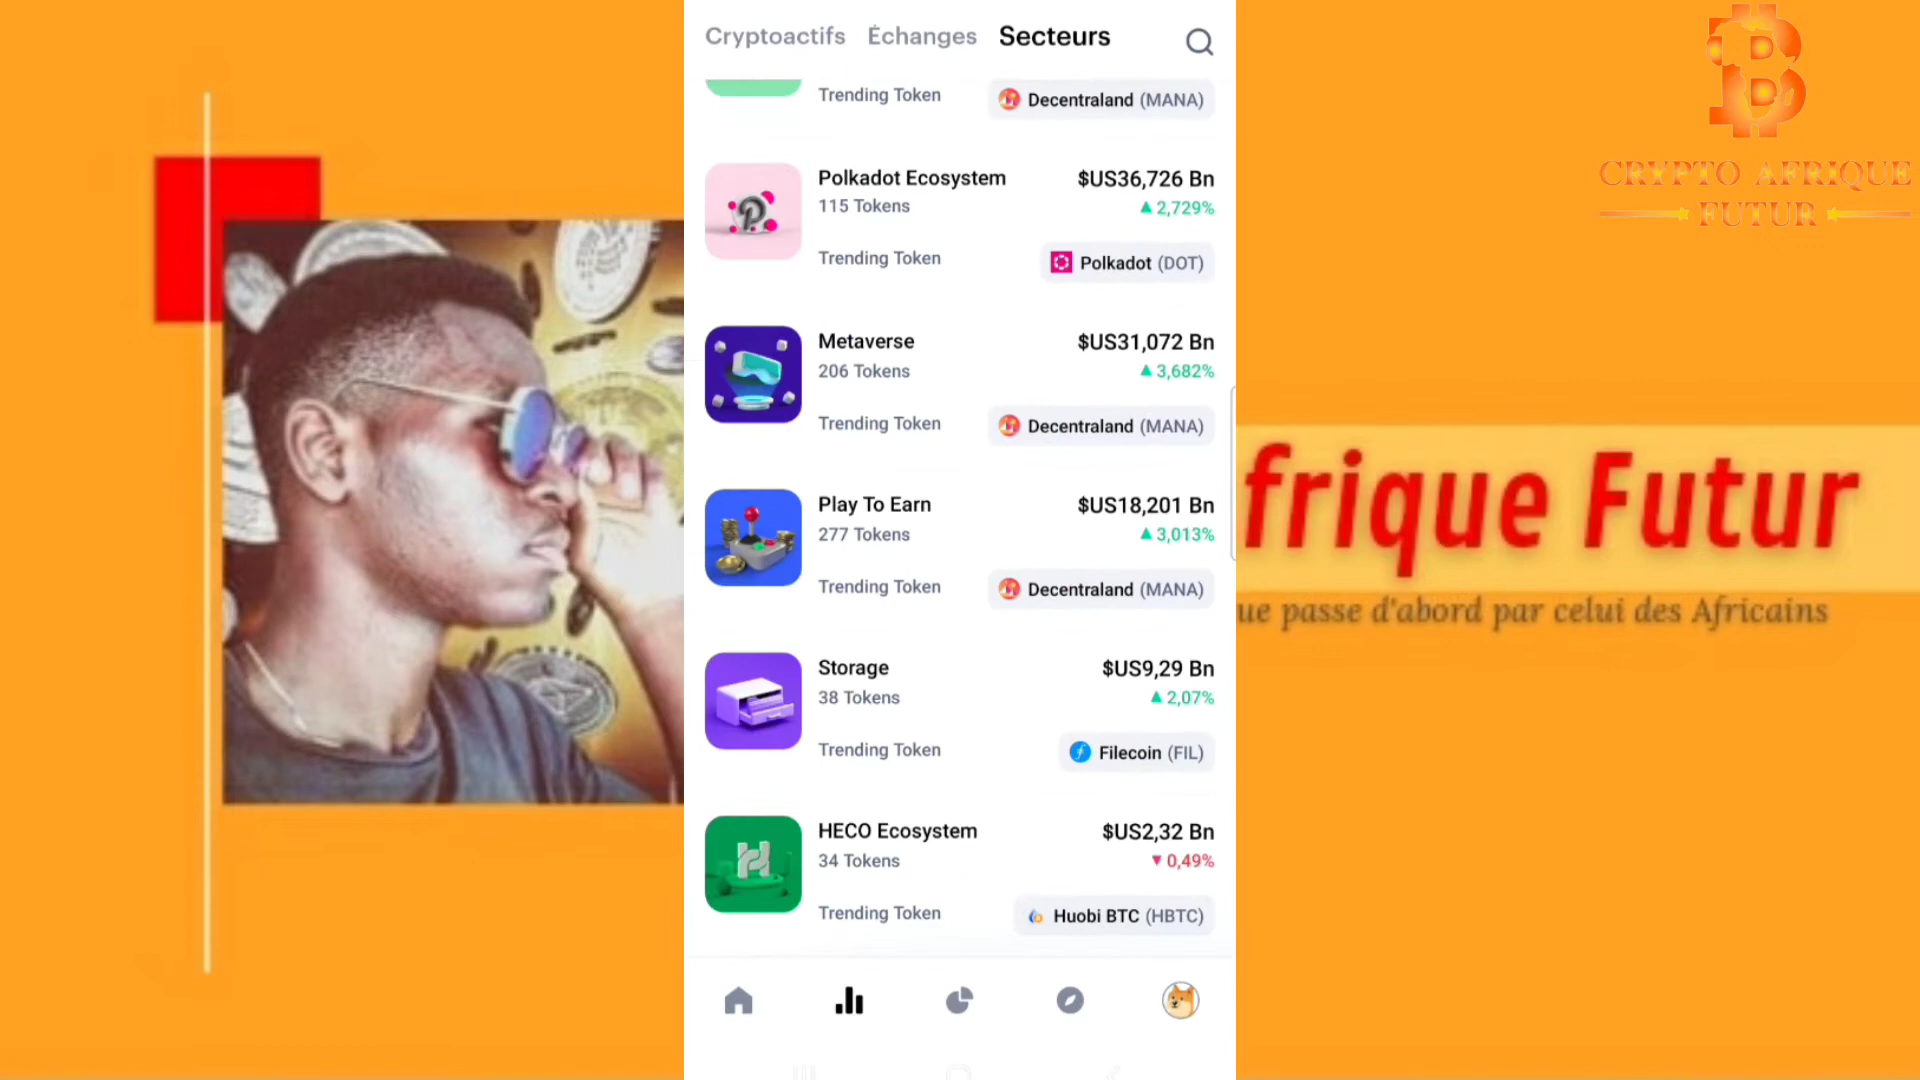 Cryptoactifs Échanges Secteurs
Trending Token Decentraland (MANA)
Polkadot Ecosystem $US36,726 Bn
115 Tokens ▲ 2,729%
Trending Token Polkadot (DOT)
Metaverse $US31,072 Bn
206 Tokens ▲ 3,682%
Trending Token Decentraland (MANA)
Play To Earn $US18,201 Bn
277 Tokens ▲ 3,013%
Trending Token Decentraland (MANA)
Storage $US9,29 Bn
38 Tokens ▲ 2,07%
Trending Token Filecoin (FIL)
HECO Ecosystem $US2,32 Bn
34 Tokens ▼ 0,49%
Trending Token Huobi BTC (HBTC)
CRYPTO AFRIQUE
FUTUR
frique Futur
ue passe d'abord par celui des Africains